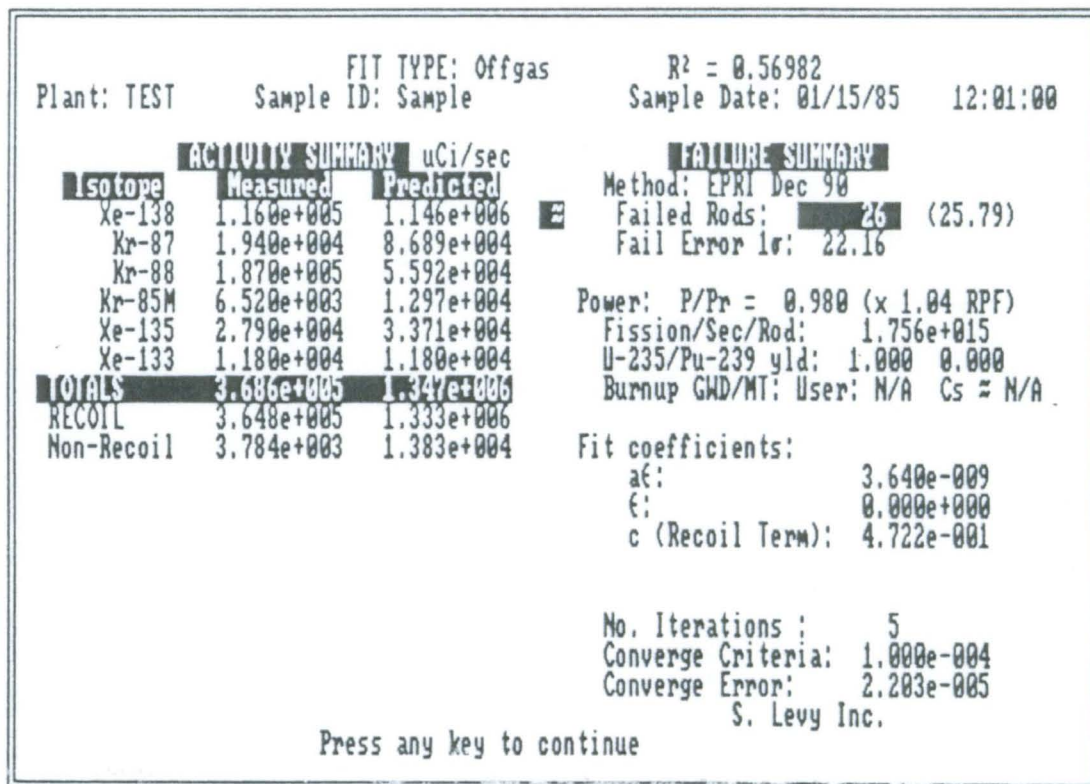 FIT TYPE: Offgas R² = 0.56982
Plant: TEST Sample ID: Sample Sample Date: 01/15/85 12:01:00
ACTIVITY SUMMARY uCi/sec
Isotope Measured Predicted
Xe-138 1.160e+005 1.146e+006
Kr-87 1.940e+004 8.689e+004
Kr-88 1.870e+005 5.592e+004
Kr-85M 6.520e+003 1.297e+004
Xe-135 2.790e+004 3.371e+004
Xe-133 1.180e+004 1.180e+004
TOTALS 3.686e+005 1.347e+006
RECOIL 3.648e+005 1.333e+006
Non-Recoil 3.784e+003 1.383e+004
FAILURE SUMMARY
Method: EPRI Dec 90
≈ Failed Rods: 26 (25.79)
Fail Error 1σ: 22.16
Power: P/Pr = 0.980 (x 1.04 RPF)
Fission/Sec/Rod: 1.756e+015
U-235/Pu-239 yld: 1.000 0.000
Burnup GWD/MT: User: N/A Cs ≈ N/A
Fit coefficients:
a∈: 3.640e-009
∈: 0.000e+000
c (Recoil Term): 4.722e-001
No. Iterations : 5
Converge Criteria: 1.000e-004
Converge Error: 2.203e-005
S. Levy Inc.
Press any key to continue